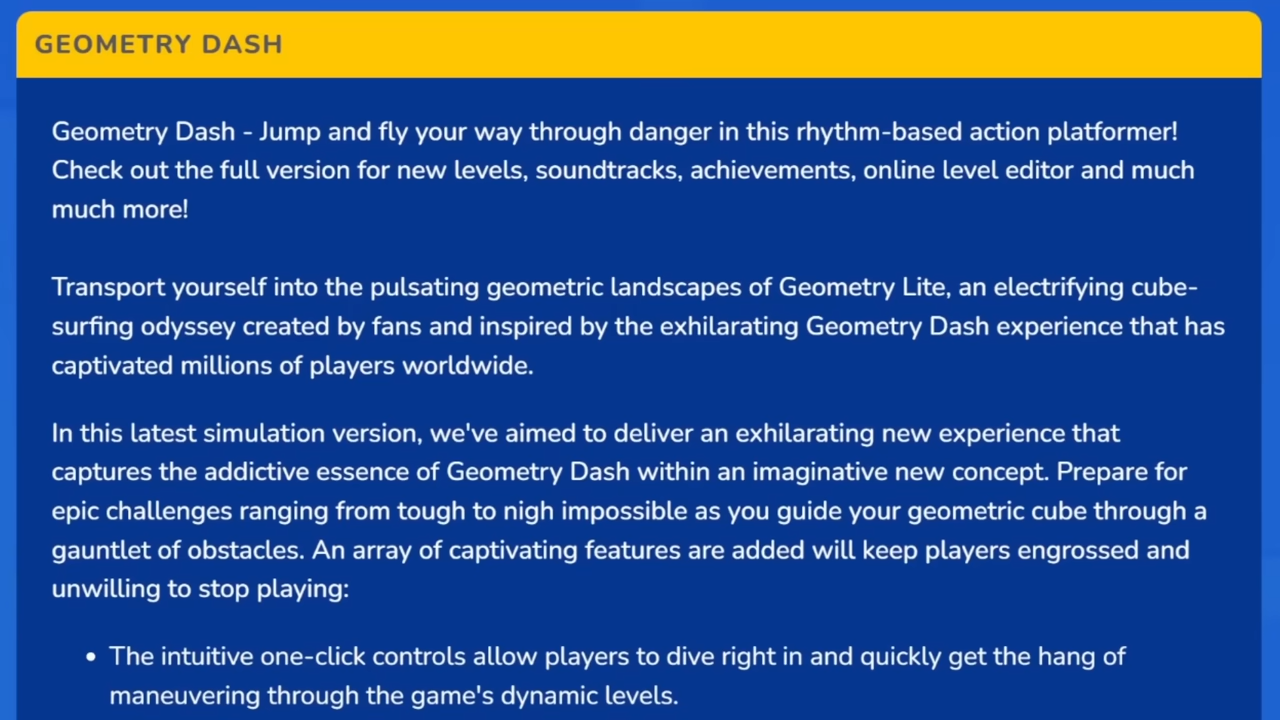 GEOMETRY DASH
Geometry Dash - Jump and fly your way through danger in this rhythm-based action platformer!
Check out the full version for new levels, soundtracks, achievements, online level editor and much
much more!
Transport yourself into the pulsating geometric landscapes of Geometry Lite, an electrifying cube-
surfing odyssey created by fans and inspired by the exhilarating Geometry Dash experience that has
captivated millions of players worldwide.
In this latest simulation version, we've aimed to deliver an exhilarating new experience that
captures the addictive essence of Geometry Dash within an imaginative new concept. Prepare for
epic challenges ranging from tough to nigh impossible as you guide your geometric cube through a
gauntlet of obstacles. An array of captivating features are added will keep players engrossed and
unwilling to stop playing:
• The intuitive one-click controls allow players to dive right in and quickly get the hang of
maneuvering through the game's dynamic levels.